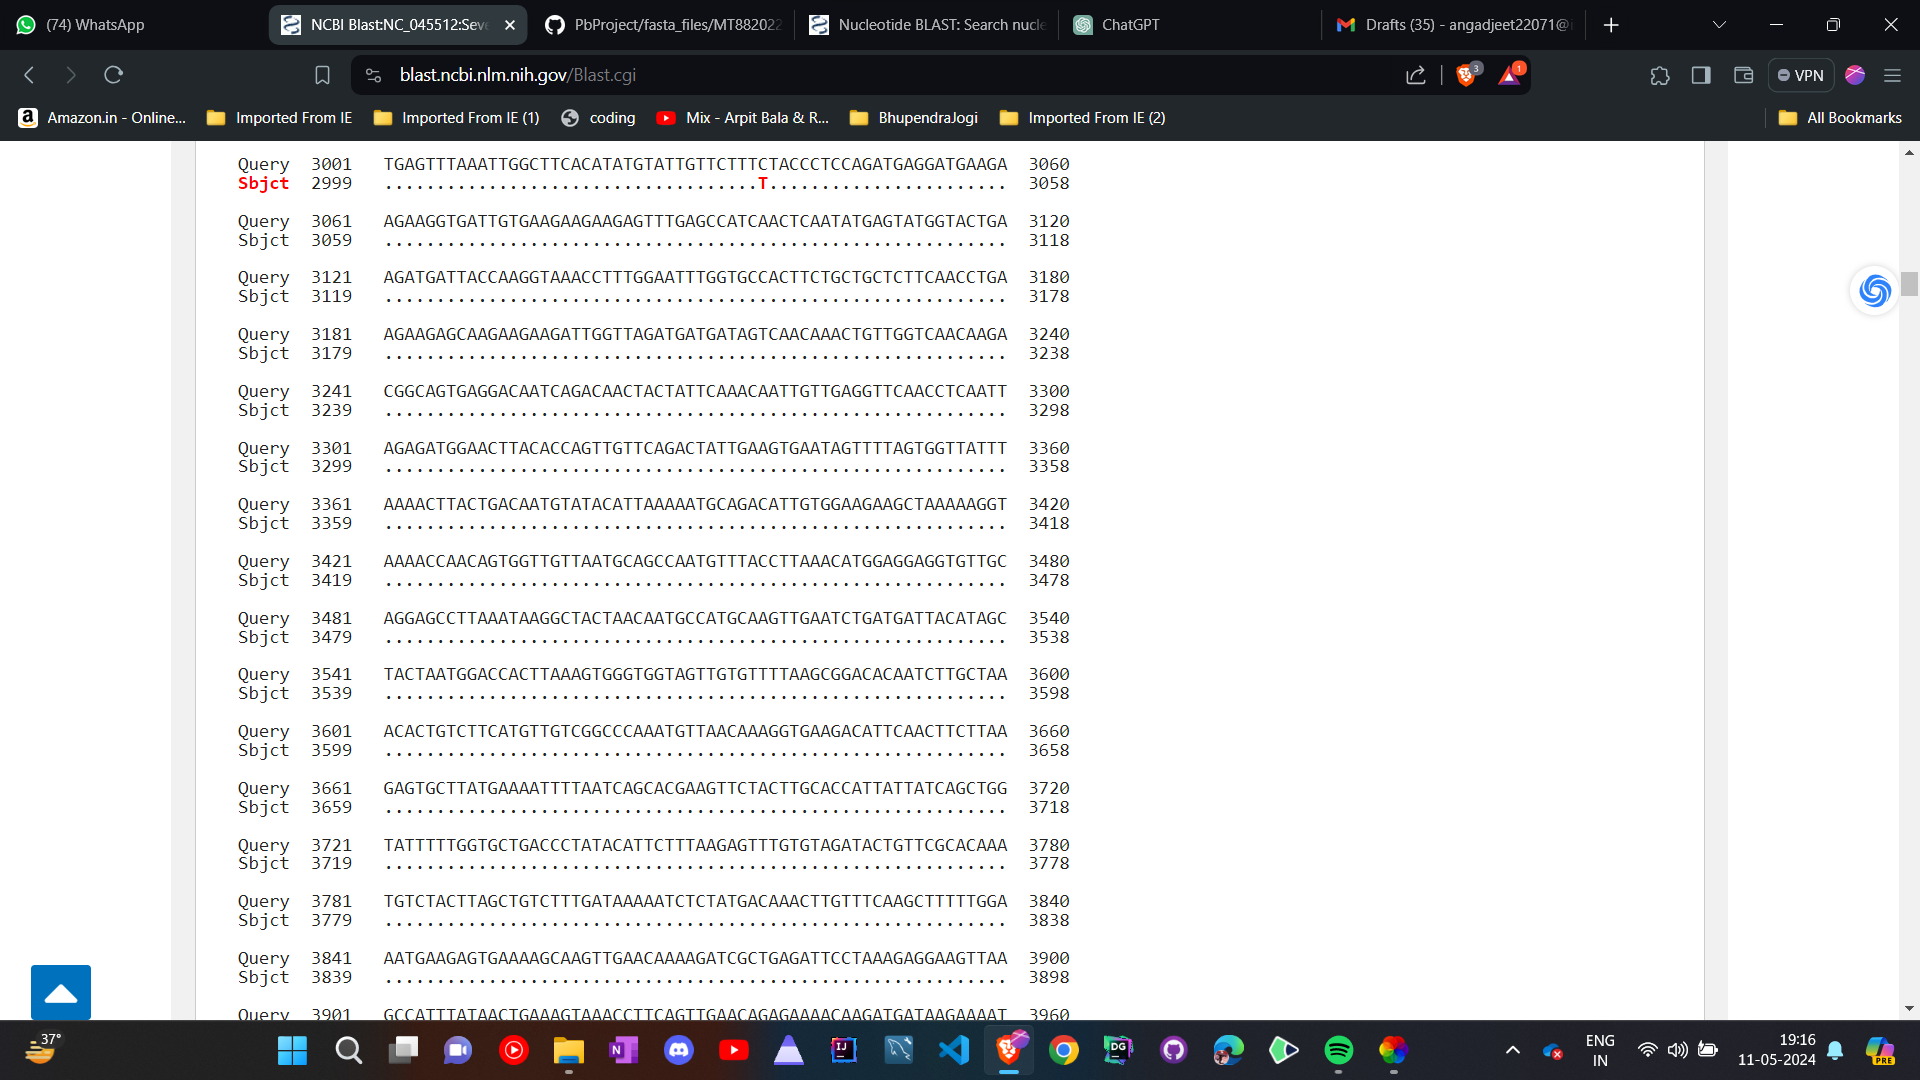 (74) WhatsApp
NCBI Blast:NC_045512:Seve
PbProject/fasta_files/MT882022
Nucleotide BLAST: Search nucle
ChatGPT
Drafts (35) - angadjeet22071@i
blast.ncbi.nlm.nih.gov/Blast.cgi
3
1
VPN
Amazon.in - Online...
Imported From IE
Imported From IE (1)
coding
Mix - Arpit Bala & R...
BhupendraJogi
Imported From IE (2)
All Bookmarks
Query 3001 TGAGTTTAAATTGGCTTCACATATGTATTGTTCTTTCTACCCTCCAGATGAGGATGAAGA 3060
Sbjct 2999 ....................................T....................... 3058
Query 3061 AGAAGGTGATTGTGAAGAAGAAGAGTTTGAGCCATCAACTCAATATGAGTATGGTACTGA 3120
Sbjct 3059 ............................................................ 3118
Query 3121 AGATGATTACCAAGGTAAACCTTTGGAATTTGGTGCCACTTCTGCTGCTCTTCAACCTGA 3180
Sbjct 3119 ............................................................ 3178
Query 3181 AGAAGAGCAAGAAGAAGATTGGTTAGATGATGATAGTCAACAAACTGTTGGTCAACAAGA 3240
Sbjct 3179 ............................................................ 3238
Query 3241 CGGCAGTGAGGACAATCAGACAACTACTATTCAAACAATTGTTGAGGTTCAACCTCAATT 3300
Sbjct 3239 ............................................................ 3298
Query 3301 AGAGATGGAACTTACACCAGTTGTTCAGACTATTGAAGTGAATAGTTTTAGTGGTTATTT 3360
Sbjct 3299 ............................................................ 3358
Query 3361 AAAACTTACTGACAATGTATACATTAAAAATGCAGACATTGTGGAAGAAGCTAAAAAGGT 3420
Sbjct 3359 ............................................................ 3418
Query 3421 AAAACCAACAGTGGTTGTTAATGCAGCCAATGTTTACCTTAAACATGGAGGAGGTGTTGC 3480
Sbjct 3419 ............................................................ 3478
Query 3481 AGGAGCCTTAAATAAGGCTACTAACAATGCCATGCAAGTTGAATCTGATGATTACATAGC 3540
Sbjct 3479 ............................................................ 3538
Query 3541 TACTAATGGACCACTTAAAGTGGGTGGTAGTTGTGTTTTAAGCGGACACAATCTTGCTAA 3600
Sbjct 3539 ............................................................ 3598
Query 3601 ACACTGTCTTCATGTTGTCGGCCCAAATGTTAACAAAGGTGAAGACATTCAACTTCTTAA 3660
Sbjct 3599 ............................................................ 3658
Query 3661 GAGTGCTTATGAAAATTTTAATCAGCACGAAGTTCTACTTGCACCATTATTATCAGCTGG 3720
Sbjct 3659 ............................................................ 3718
Query 3721 TATTTTTGGTGCTGACCCTATACATTCTTTAAGAGTTTGTGTAGATACTGTTCGCACAAA 3780
Sbjct 3719 ............................................................ 3778
Query 3781 TGTCTACTTAGCTGTCTTTGATAAAAATCTCTATGACAAACTTGTTTCAAGCTTTTTGGA 3840
Sbjct 3779 ............................................................ 3838
Query 3841 AATGAAGAGTGAAAAGCAAGTTGAACAAAAGATCGCTGAGATTCCTAAAGAGGAAGTTAA 3900
Sbjct 3839 ............................................................ 3898
Query 3901 GCCATTTATAACTGAAAGTAAACCTTCAGTTGAACAGAGAAAACAAGATGATAAGAAAAT 3960
37°
ENG
IN
19:16
11-05-2024
PRE